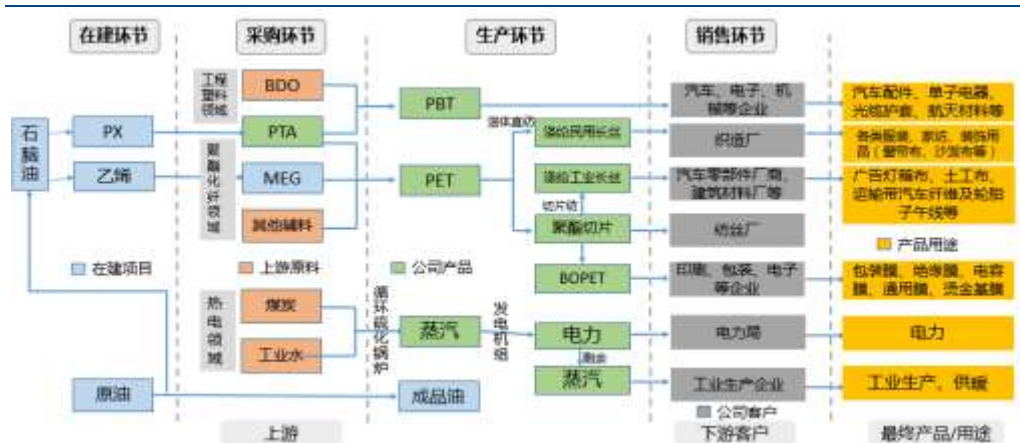 在建环节
采购环节
生产环节
销售环节
工程
塑料
领域
BDO
PTA
石脑油
PX
乙烯
聚酯化纤领域
MEG
其他辅料
PBT
PET
熔体直纺
涤纶民用长丝
涤纶工业长丝
切片纺
聚酯切片
BOPET
汽车、电子、机
械等企业
织造厂
汽车零部件厂商、
建筑材料厂等
纺丝厂
印刷、包装、电子
等企业
汽车配件、单子电器、
光缆护套、航天材料等
各类服装、家纺、装饰用
品（窗帘布、沙发布等）
广告灯箱布、土工布、
运输带汽车纤维及轮胎
子午线等
产品用途
包装膜、绝缘膜、电容
膜、通用膜、烫金基膜
在建项目
上游原料
公司产品
热电领域
煤炭
工业水
循环硫化锅炉
蒸汽
发电机组
电力
蒸汽
电力局
电力
工业生产企业
工业生产、供暖
原油
成品油
公司客户
上游
下游客户
最终产品/用途